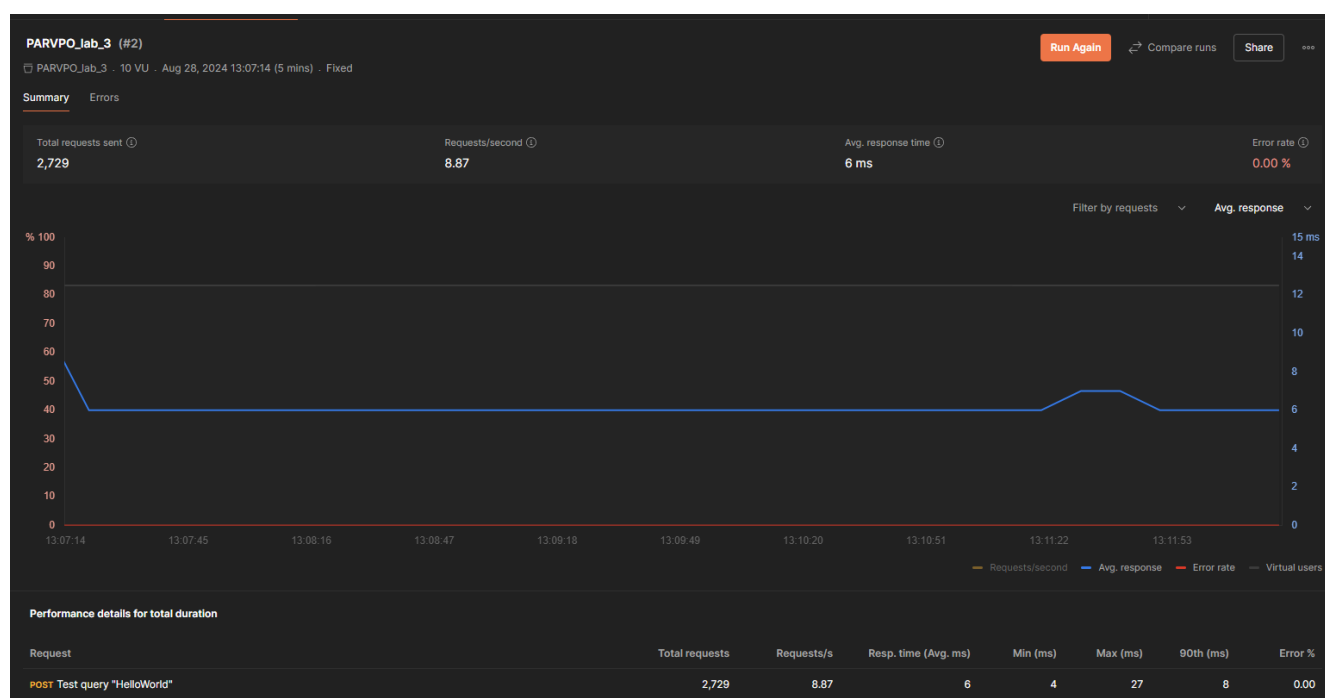 PARVPO_lab_3 (#2)
Run Again Compare runs Share
PARVPO_lab_3 · 10 VU · Aug 28, 2024 13:07:14 (5 mins) · Fixed
Summary Errors
Total requests sent Requests/second Avg. response time Error rate
2,729 8.87 6 ms 0.00 %
Filter by requests Avg. response
% 100 15 ms
14
90
80 12
70
10
60
8
50
40 6
30
4
20
2
10
0 0
13:07:14 13:07:45 13:08:16 13:08:47 13:09:18 13:09:49 13:10:20 13:10:51 13:11:22 13:11:53
Requests/second Avg. response Error rate Virtual users
Performance details for total duration
Request Total requests Requests/s Resp. time (Avg. ms) Min (ms) Max (ms) 90th (ms) Error %
POST Test query "HelloWorld" 2,729 8.87 6 4 27 8 0.00